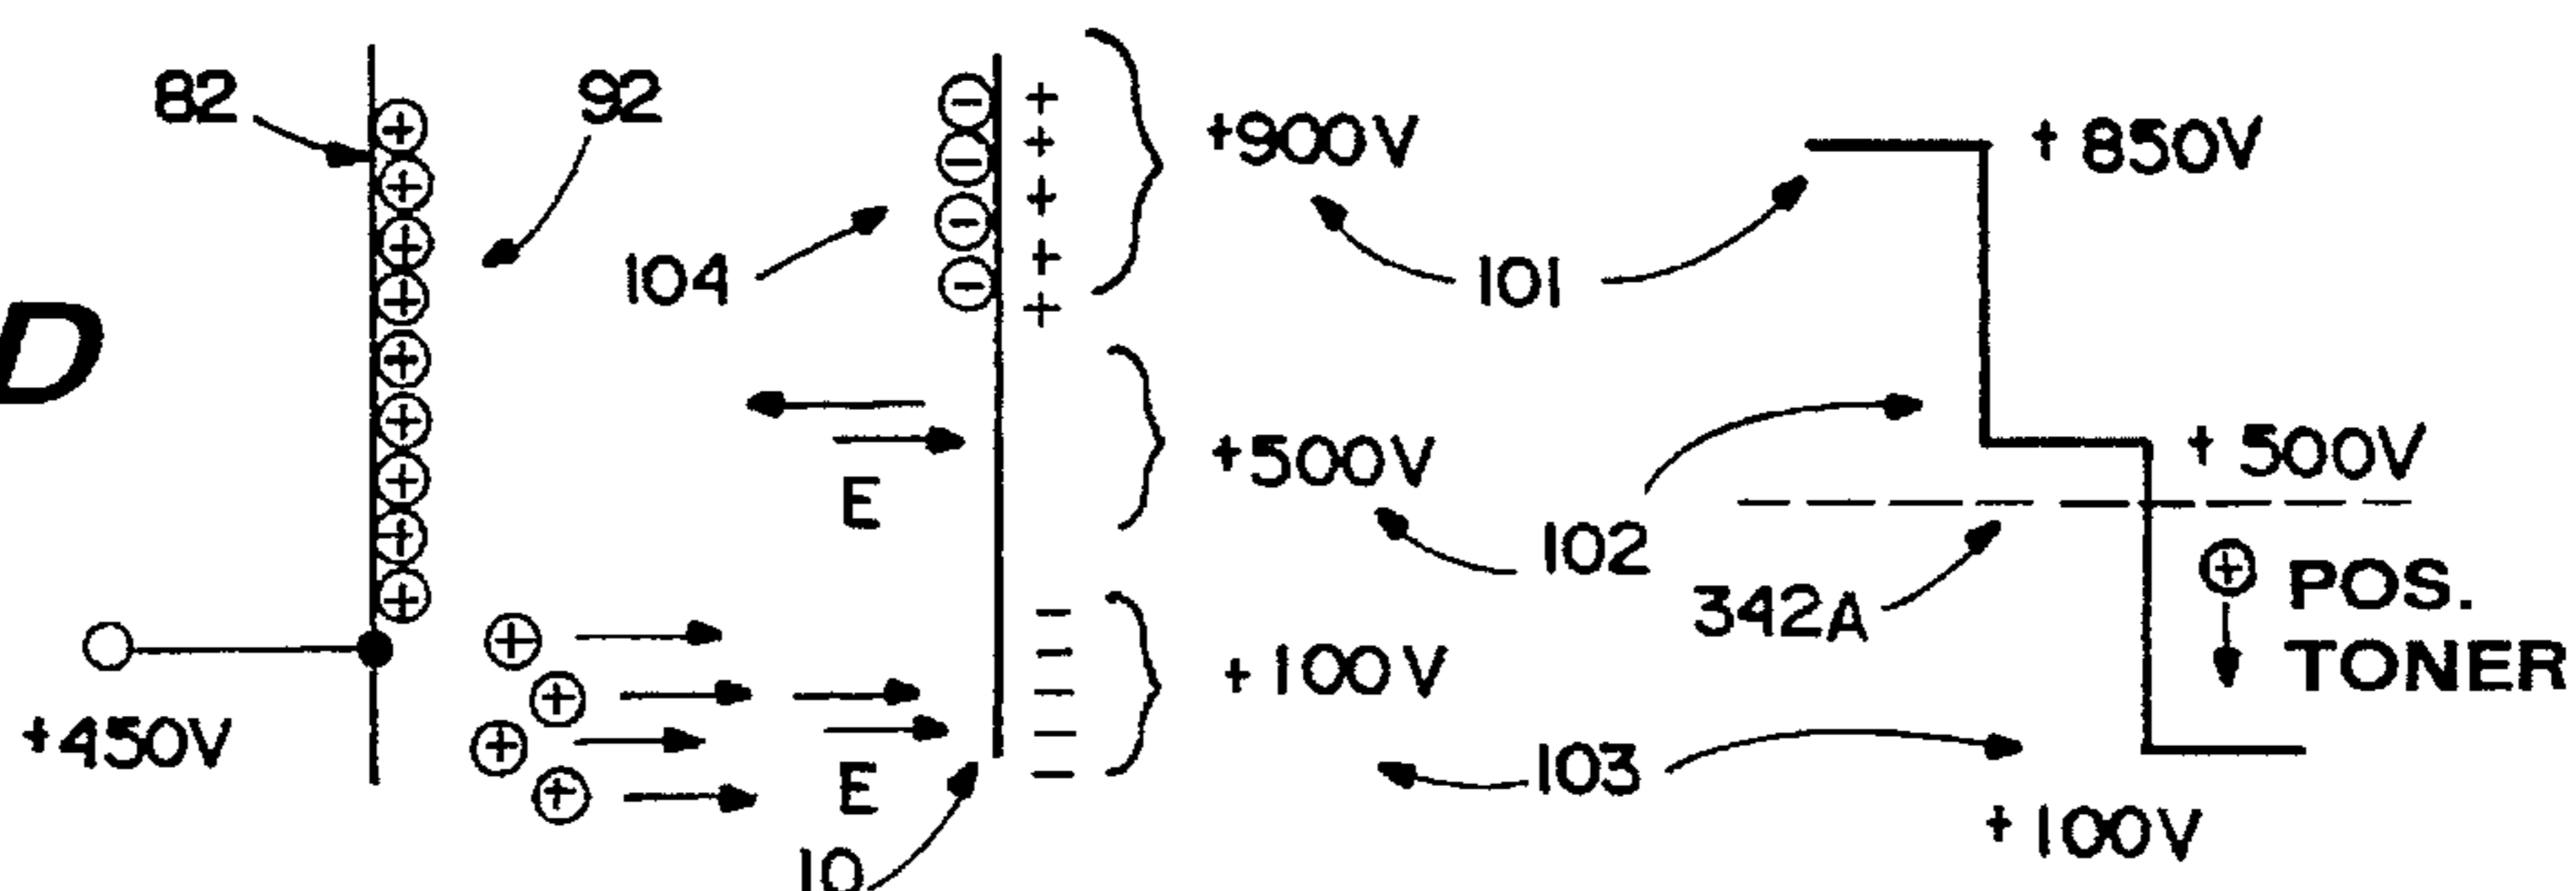 82
92
+900V
+ 850V
104
101
D
+500V
+ 500V
E
102
342A
POS.
TONER
+ 100V
+450V
103
E
10
+ 100V